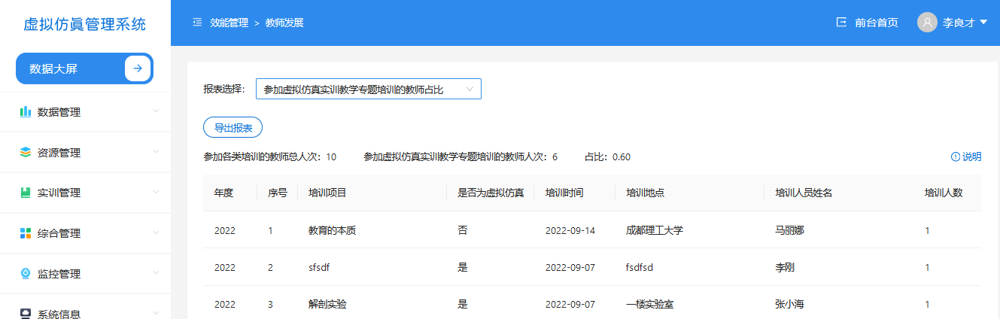 虚拟仿真管理系统
效能管理 > 教师发展
前台首页
李良才
数据大屏
数据管理
资源管理
实训管理
综合管理
监控管理
系统信息
报表选择: 参加虚拟仿真实训教学专题培训的教师占比
导出报表
参加各类培训的教师总人次: 10 参加虚拟仿真实训教学专题培训的教师人次: 6 占比: 0.60 说明
年度 序号 培训项目 是否为虚拟仿真 培训时间 培训地点 培训人员姓名 培训人数
2022 1 教育的本质 否 2022-09-14 成都理工大学 马丽娜 1
2022 2 sfsdf 是 2022-09-07 fsdfsd 李刚 1
2022 3 解剖实验 是 2022-09-07 一楼实验室 张小海 1